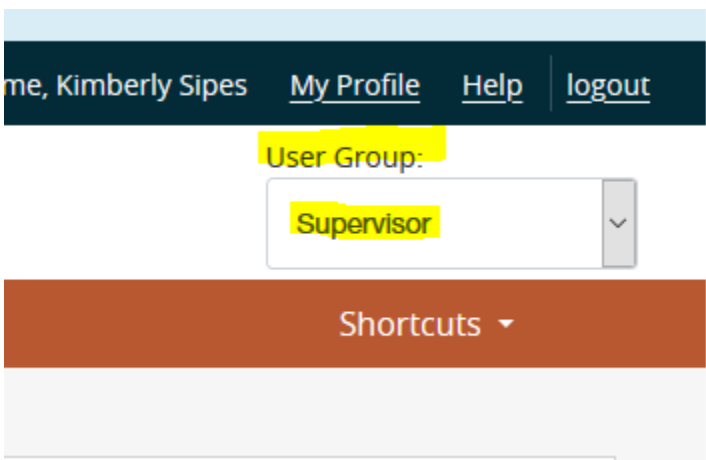 me, Kimberly Sipes My Profile Help logout
User Group:
Supervisor
Shortcuts